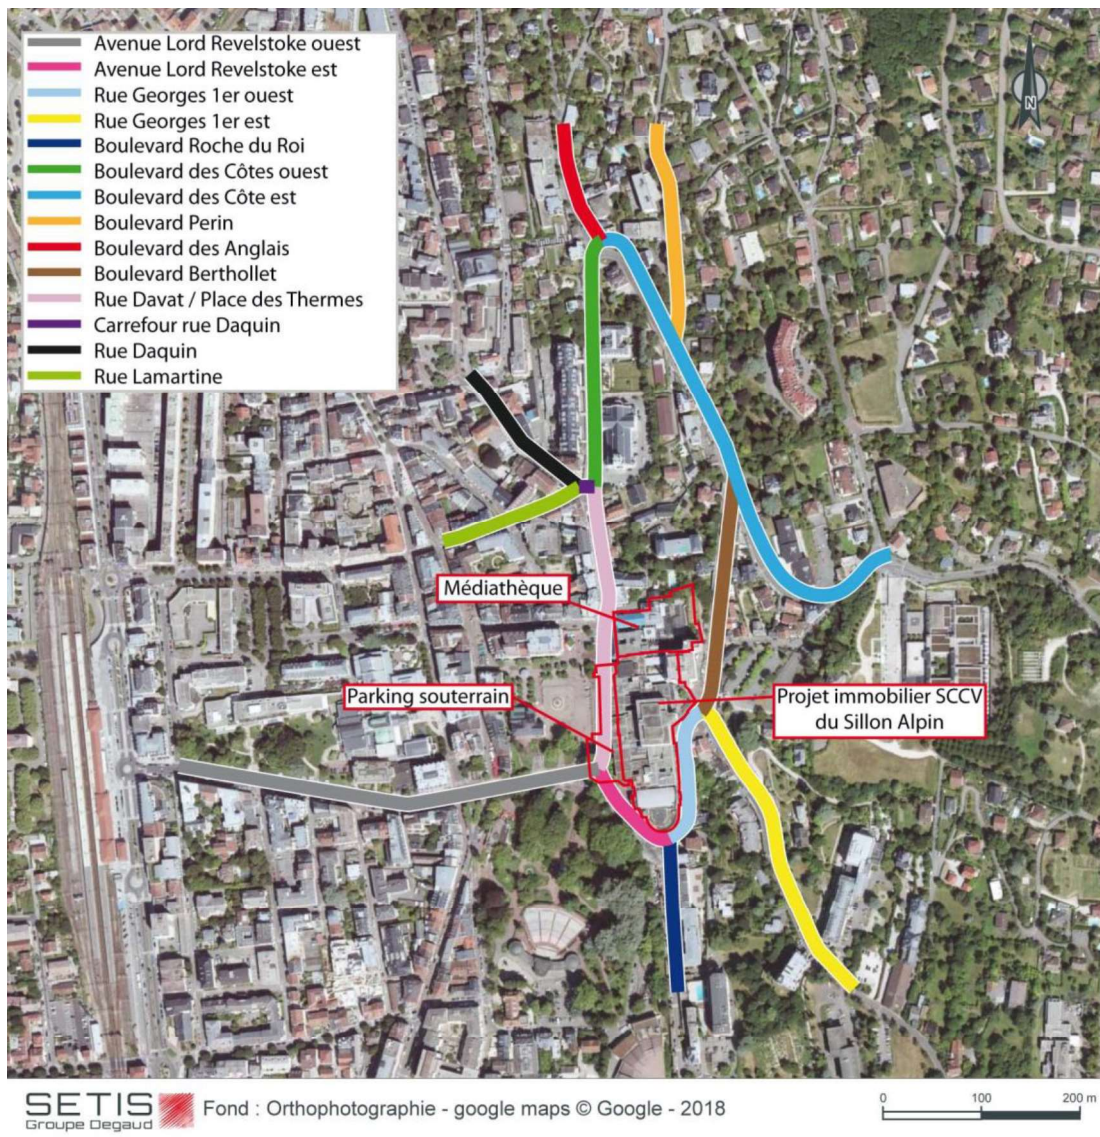 Avenue Lord Revelstoke ouest
Avenue Lord Revelstoke est
Rue Georges 1er ouest
Rue Georges 1er est
Boulevard Roche du Roi
Boulevard des Côtes ouest
Boulevard des Côte est
Boulevard Perin
Boulevard des Anglais
Boulevard Berthollet
Rue Davat / Place des Thermes
Carrefour rue Daquin
Rue Daquin
Rue Lamartine
N
Médiathèque
Parking souterrain
Projet immobilier SCCV
du Sillon Alpin
SETIS
Groupe Degaud
Fond : Orthophotographie - google maps © Google - 2018
0 100 200 m